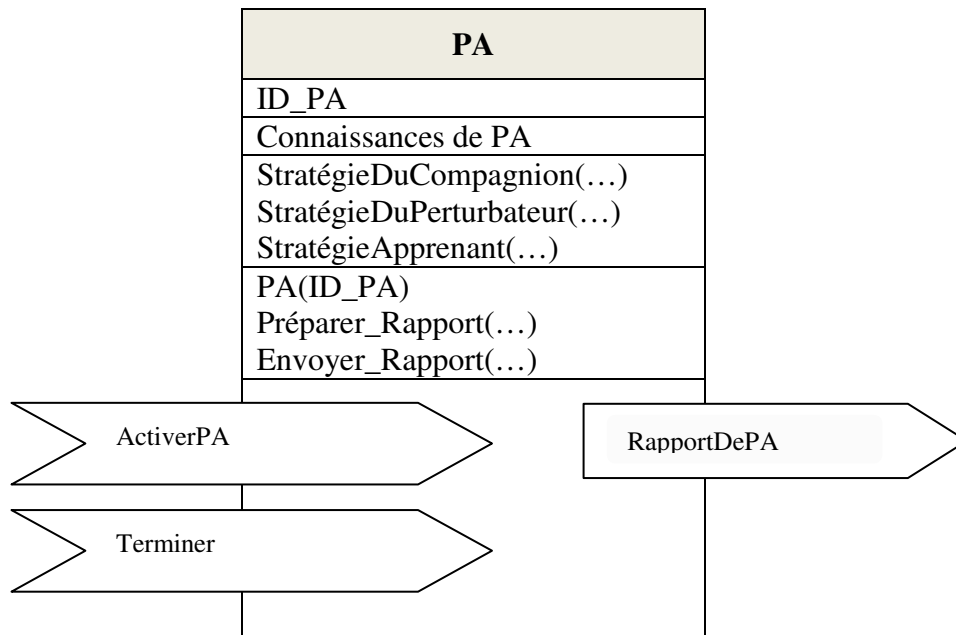 PA
ID_PA
Connaissances de PA
StratégieDuCompagnion(…)
StratégieDuPerturbateur(…)
StratégieApprenant(…)
PA(ID_PA)
Préparer_Rapport(…)
Envoyer_Rapport(…)
ActiverPA
RapportDePA
Terminer